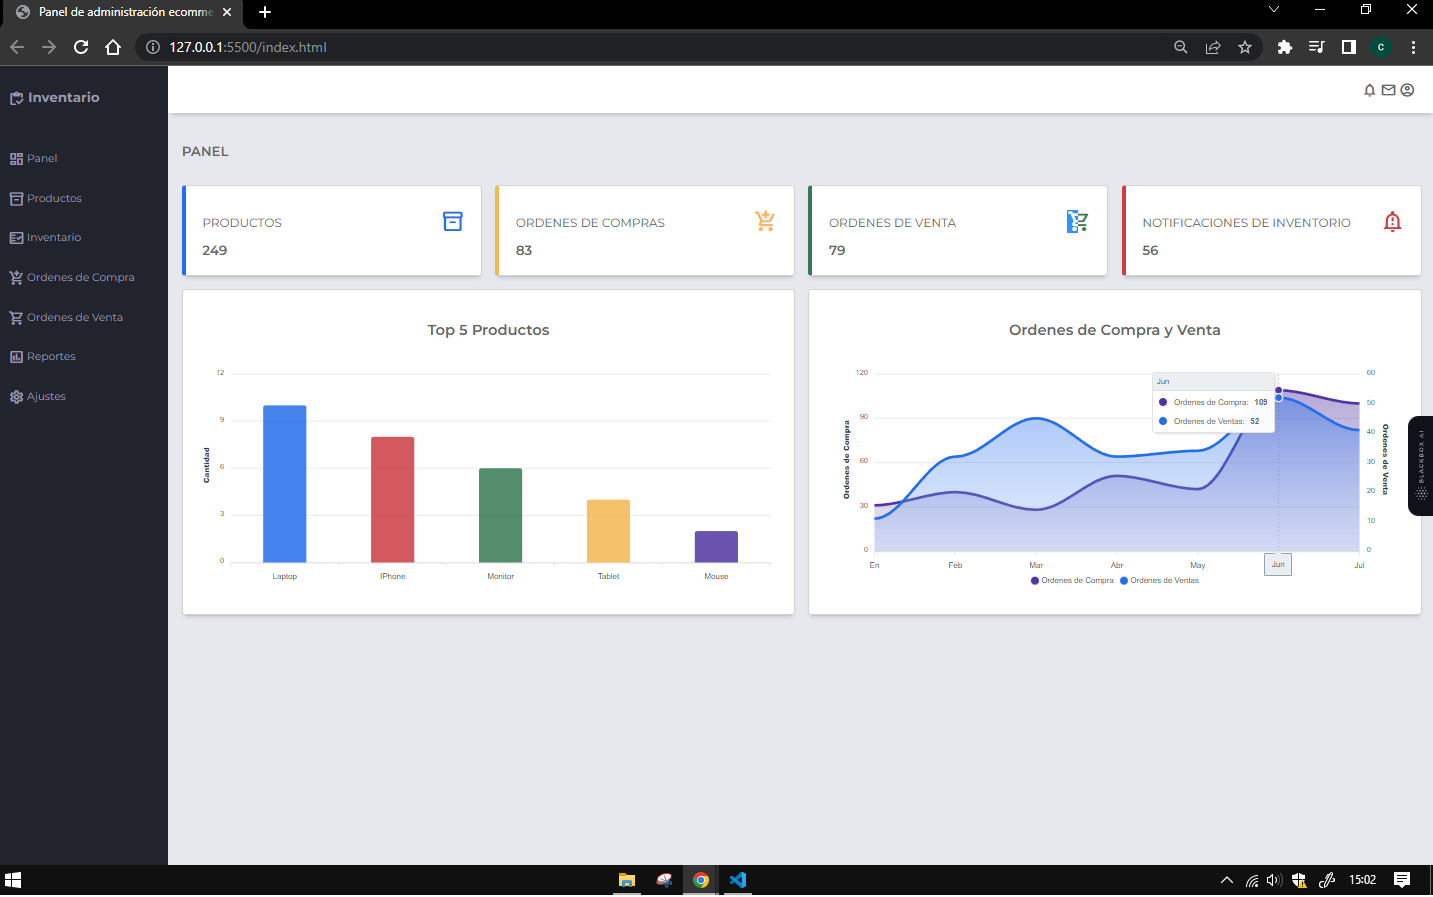 Panel de administración ecomme
127.0.0.1:5500/index.html
C
Inventario
Panel
Productos
Inventario
Ordenes de Compra
Ordenes de Venta
Reportes
Ajustes
PANEL
PRODUCTOS
249
ORDENES DE COMPRAS
83
ORDENES DE VENTA
79
NOTIFICACIONES DE INVENTORIO
56
Top 5 Productos
12
9
6
3
0
Cantidad
Laptop IPhone Monitor Tablet Mouse
Ordenes de Compra y Venta
120
90
60
30
0
Ordenes de Compra
Jun
Ordenes de Compra: 109
Ordenes de Ventas: 52
60
50
40
30
20
10
0
Ordenes de Venta
En Feb Mar Abr May Jun Jul
Ordenes de Compra Ordenes de Ventas
BLACKBOX AI
15:02